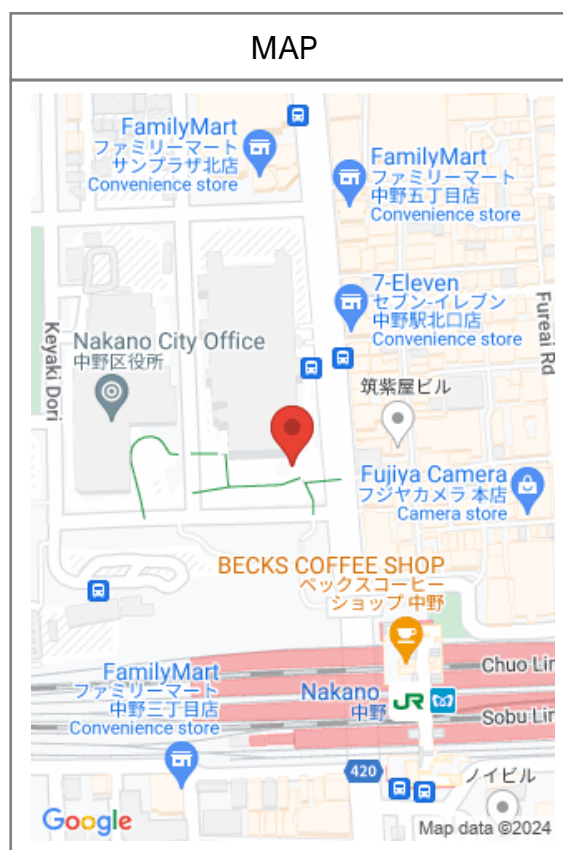 MAP
FamilyMart
ファミリーマート
サンプラザ北店
Convenience store
FamilyMart
ファミリーマート
中野五丁目店
Convenience store
7-Eleven
セブン-イレブン
中野駅北口店
Convenience store
Fureai Rd
Keyaki Dori
Nakano City Office
中野区役所
筑紫屋ビル
Fujiya Camera
フジヤカメラ 本店
Camera store
BECKS COFFEE SHOP
ベックスコーヒー
ショップ 中野
FamilyMart
ファミリーマート
中野三丁目店
Convenience store
Nakano
中野
JR
Chuo Lin
Sobu Lin
420
ノイビル
Google
Map data ©2024